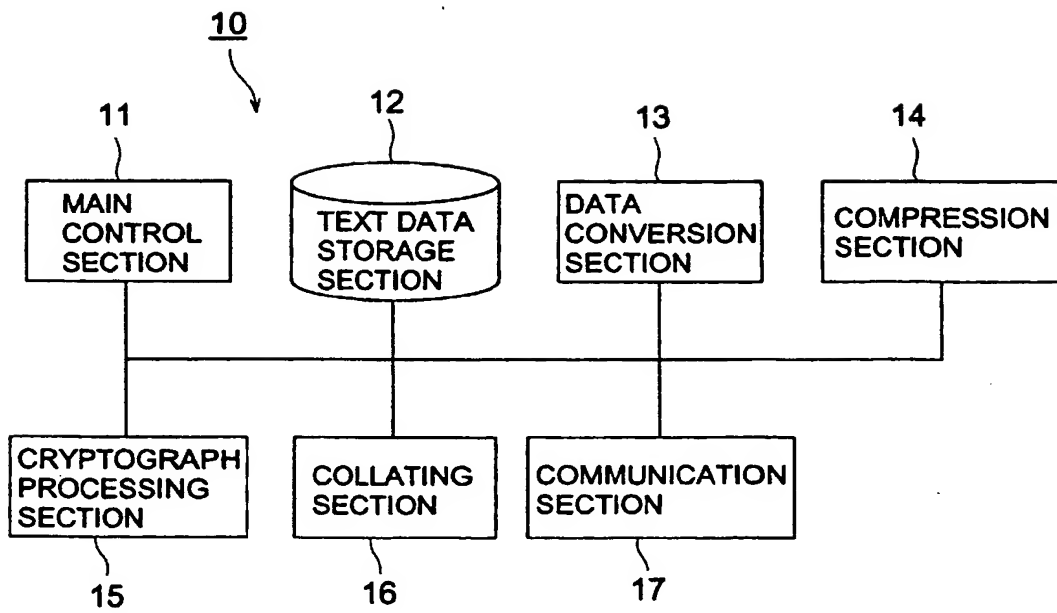 10
11
12
13
14
MAIN
CONTROL
SECTION
TEXT DATA
STORAGE
SECTION
DATA
CONVERSION
SECTION
COMPRESSION
SECTION
CRYPTOGRAPH
PROCESSING
SECTION
COLLATING
SECTION
COMMUNICATION
SECTION
15
16
17